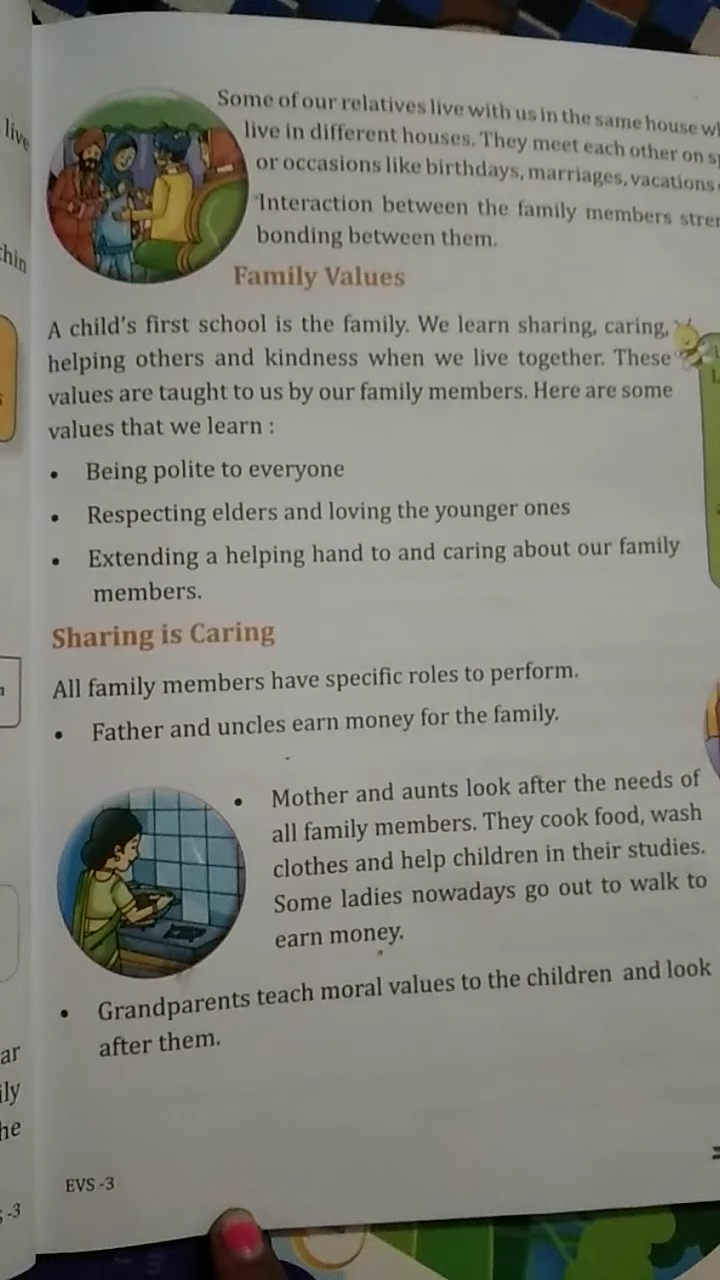 Some of our relatives live with us in the same house
live in different houses. They meet each other on
or occasions like birthdays, marriages, vacations
Interaction between the family members
bonding between them.
Family Values
A child's first school is the family. We learn sharing, caring,
helping others and kindness when we live together. These
values are taught to us by our family members. Here are some
values that we learn :
• Being polite to everyone
• Respecting elders and loving the younger ones
• Extending a helping hand to and caring about our family
members.
Sharing is Caring
All family members have specific roles to perform.
• Father and uncles earn money for the family.
• Mother and aunts look after the needs of
all family members. They cook food, wash
clothes and help children in their studies.
Some ladies nowadays go out to walk to
earn money.
• Grandparents teach moral values to the children and look
after them.
EVS -3
live